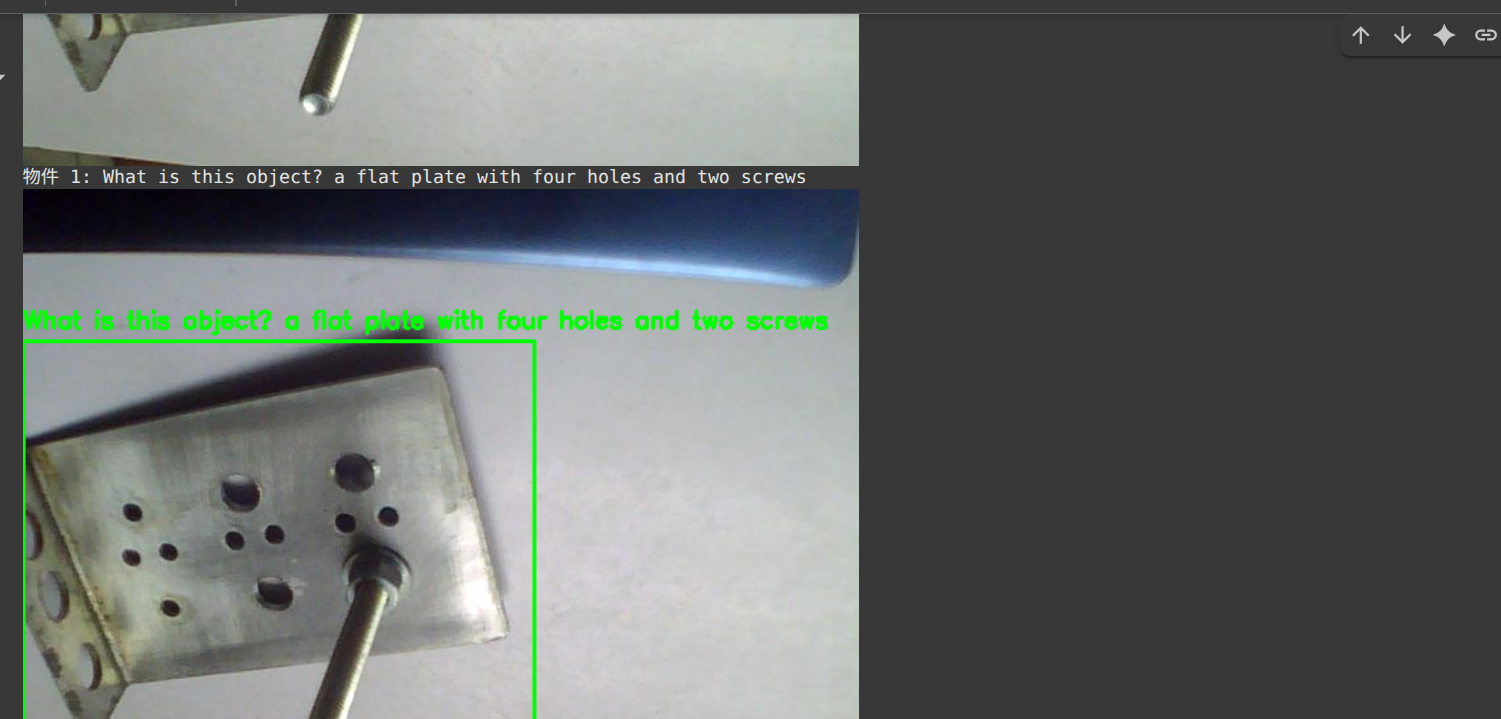 物件 1: What is this object? a flat plate with four holes and two screws
What is this object? a flat plate with four holes and two screws